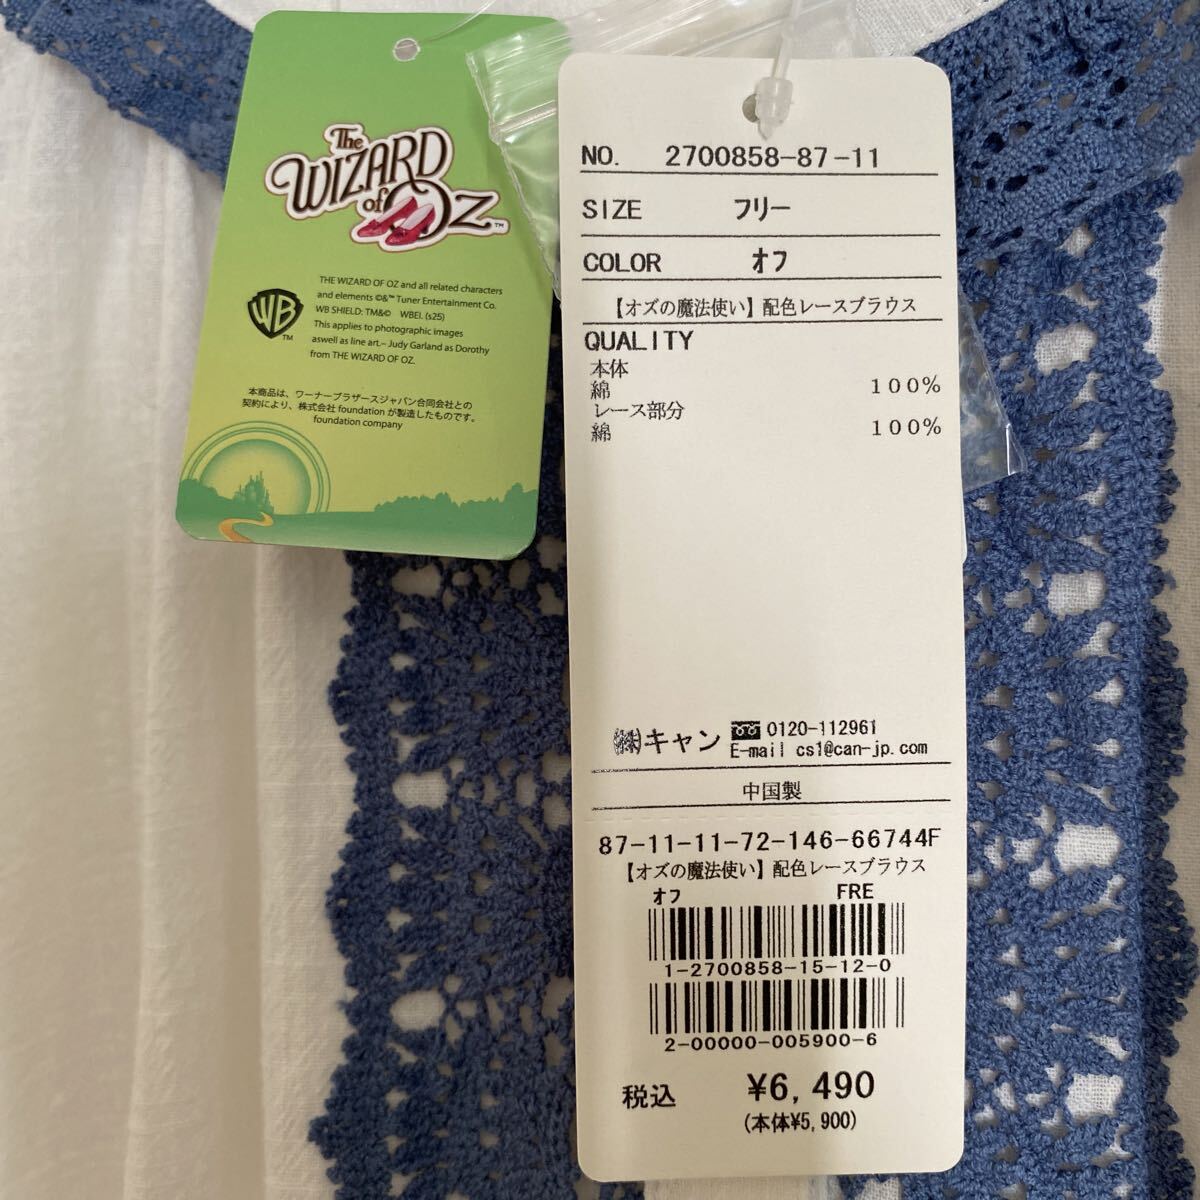 The
WIZARD
of OZ™
THE WIZARD OF OZ and all related characters
and elements ©&™ Tuner Entertainment Co.
WB SHIELD: TM&© WBEI. (s25)
This applies to photographic images
aswell as line art.– Judy Garland as Dorothy
from THE WIZARD OF OZ.
WB™
本商品は、ワーナーブラザースジャパン合同会社との
契約により、株式会社 foundation が製造したものです。
foundation company
NO. 2700858-87-11
SIZE フリー
COLOR オフ
【オズの魔法使い】配色レースブラウス
QUALITY
本体
綿 100%
レース部分
綿 100%
㈱キャン 0120-112961
E-mail cs1@can-jp.com
中国製
87-11-11-72-146-66744F
【オズの魔法使い】配色レースブラウス
オフ FRE
1-2700858-15-12-0
2-00000-005900-6
税込 ¥6,490
(本体¥5,900)